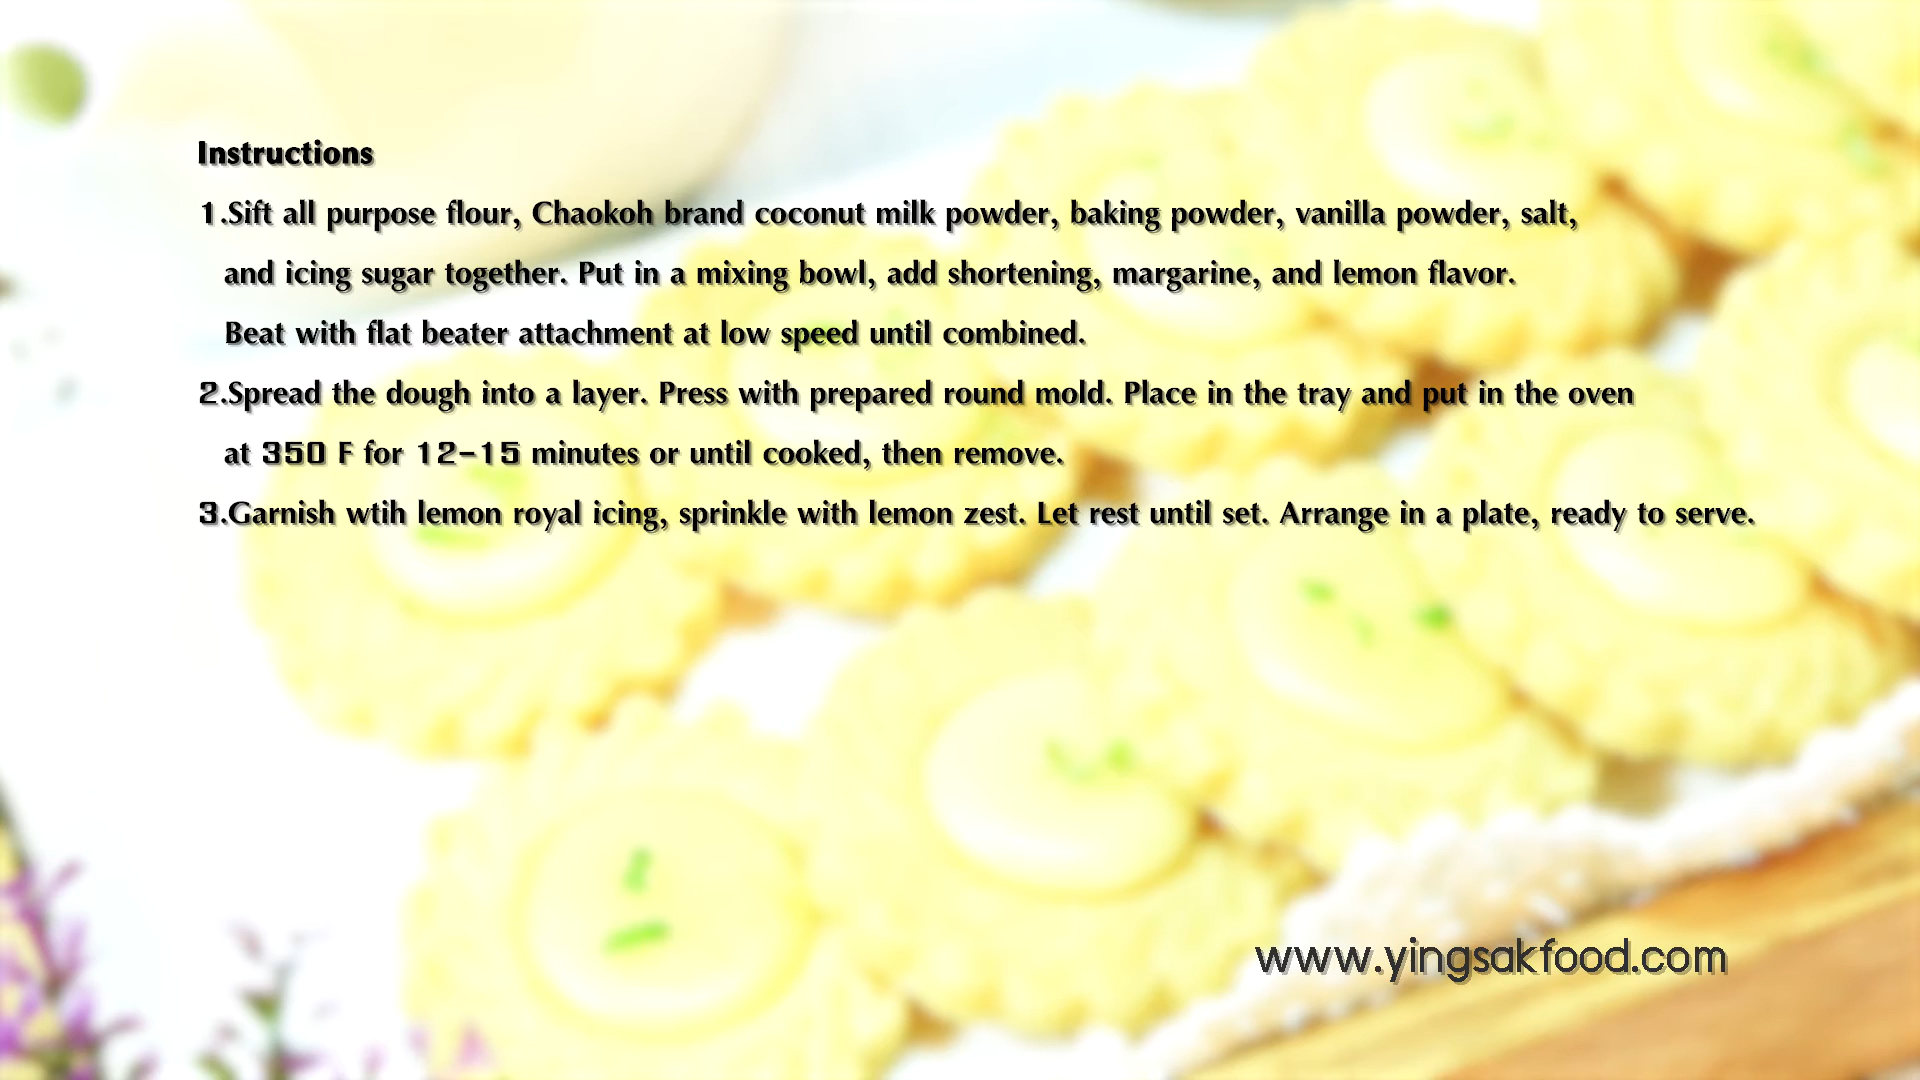 Instructions
1.Sift all purpose flour, Chaokoh brand coconut milk powder, baking powder, vanilla powder, salt,
and icing sugar together. Put in a mixing bowl, add shortening, margarine, and lemon flavor.
Beat with flat beater attachment at low speed until combined.
2.Spread the dough into a layer. Press with prepared round mold. Place in the tray and put in the oven
at 350 F for 12-15 minutes or until cooked, then remove.
3.Garnish wtih lemon royal icing, sprinkle with lemon zest. Let rest until set. Arrange in a plate, ready to serve.
www.yingsakfood.com